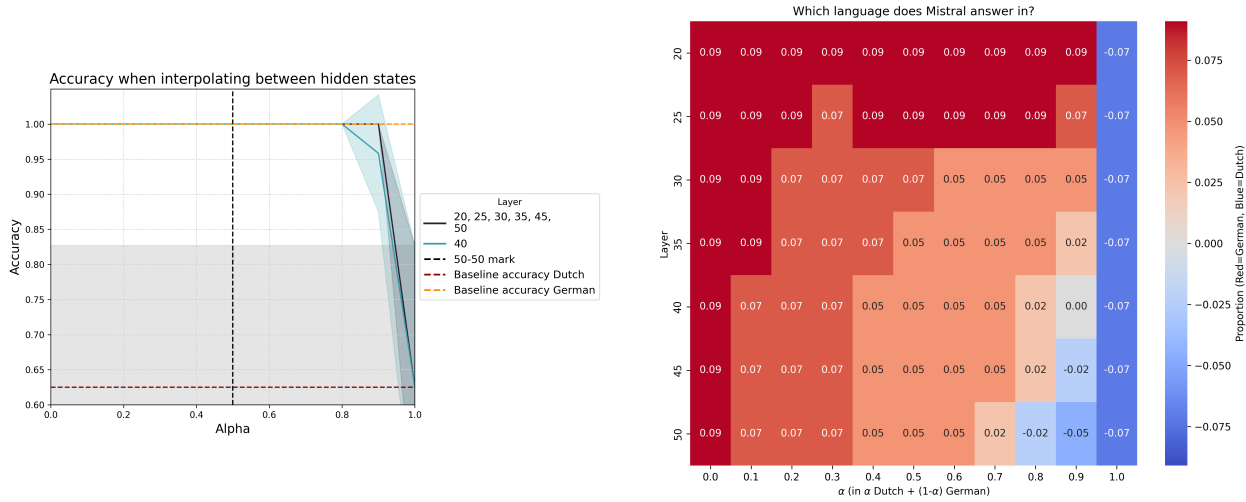 Accuracy when interpolating between hidden states
Accuracy
1.00
0.95
0.90
0.85
0.80
0.75
0.70
0.65
0.60
0.0 0.2 0.4 0.6 0.8 1.0
Alpha
Layer
20, 25, 30, 35, 45,
50
40
50-50 mark
Baseline accuracy Dutch
Baseline accuracy German
Which language does Mistral answer in?
Layer
20 0.09 0.09 0.09 0.09 0.09 0.09 0.09 0.09 0.09 0.09 -0.07
25 0.09 0.09 0.09 0.07 0.09 0.09 0.09 0.09 0.09 0.07 -0.07
30 0.09 0.09 0.07 0.07 0.07 0.07 0.05 0.05 0.05 0.05 -0.07
35 0.09 0.09 0.07 0.07 0.07 0.05 0.05 0.05 0.05 0.02 -0.07
40 0.09 0.07 0.07 0.07 0.05 0.05 0.05 0.05 0.02 0.00 -0.07
45 0.09 0.07 0.07 0.07 0.05 0.05 0.05 0.05 0.02 -0.02 -0.07
50 0.09 0.07 0.07 0.07 0.05 0.05 0.05 0.02 -0.02 -0.05 -0.07
0.0 0.1 0.2 0.3 0.4 0.5 0.6 0.7 0.8 0.9 1.0
α (in α Dutch + (1-α) German)
0.075
0.050
0.025
0.000
−0.025
−0.050
−0.075
Proportion (Red=German, Blue=Dutch)